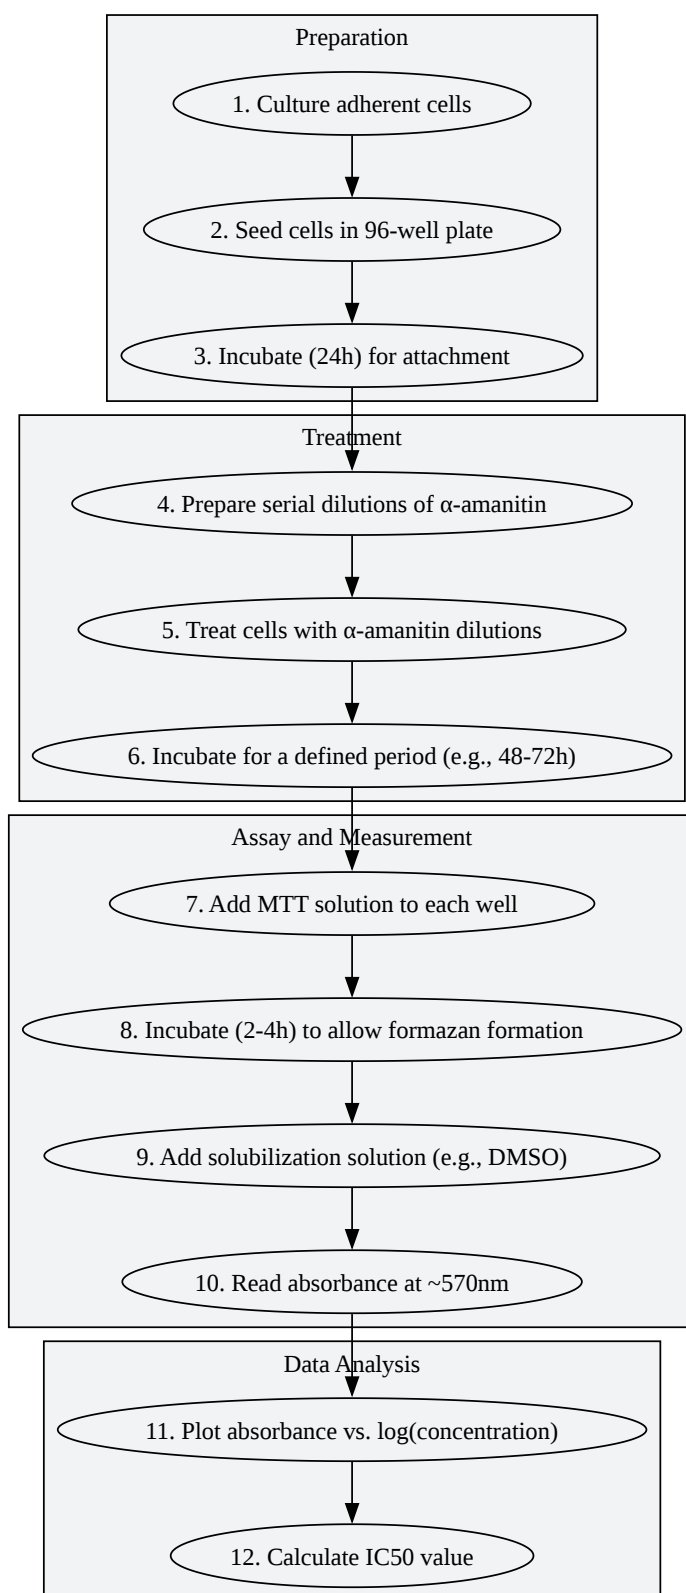 Preparation
1. Culture adherent cells
2. Seed cells in 96-well plate
3. Incubate (24h) for attachment
Treatment
4. Prepare serial dilutions of α-amanitin
5. Treat cells with α-amanitin dilutions
6. Incubate for a defined period (e.g., 48-72h)
Assay and Measurement
7. Add MTT solution to each well
8. Incubate (2-4h) to allow formazan formation
9. Add solubilization solution (e.g., DMSO)
10. Read absorbance at ~570nm
Data Analysis
11. Plot absorbance vs. log(concentration)
12. Calculate IC50 value